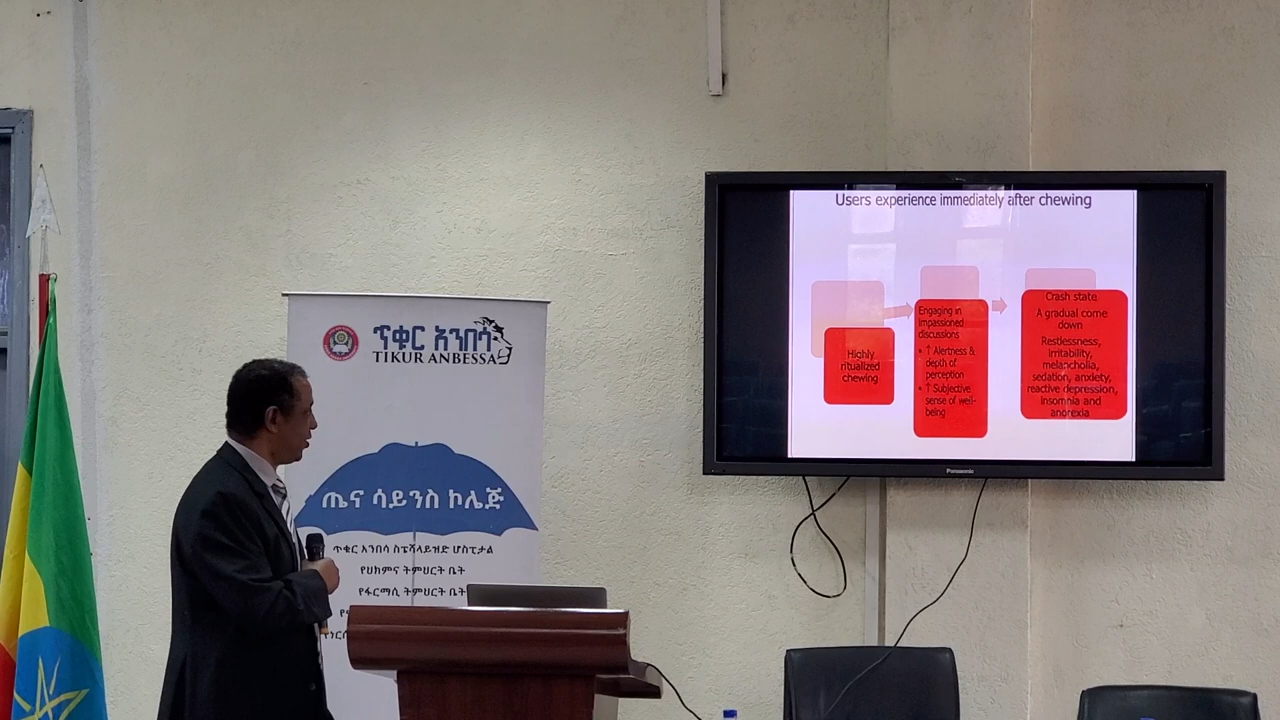 ጥቁር አንበሳ
TIKUR ANBESSA
ጤና ሳይንስ ኮሌጅ
ጥቁር አንበሳ ስፔሻላይዝድ ሆስፒታል
የህክምና ትምህርት ቤት
የፋርማሲ ትምህርት ቤት
Users experience immediately after chewing
Highly
ritualized
chewing
Engaging in
impassioned
discussions
• ↑ Alertness &
depth of
perception
• ↑ Subjective
sense of well-
being
Crash state
A gradual come
down
Restlessness,
irritability,
melancholia,
sedation, anxiety,
reactive depression,
insomnia and
anorexia
Panasonic